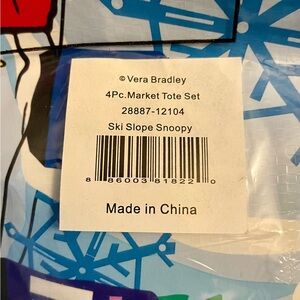 © Vera Bradley
4Pc.Market Tote Set
28887-12104
Ski Slope Snoopy
8 86003 81822 0
Made in China